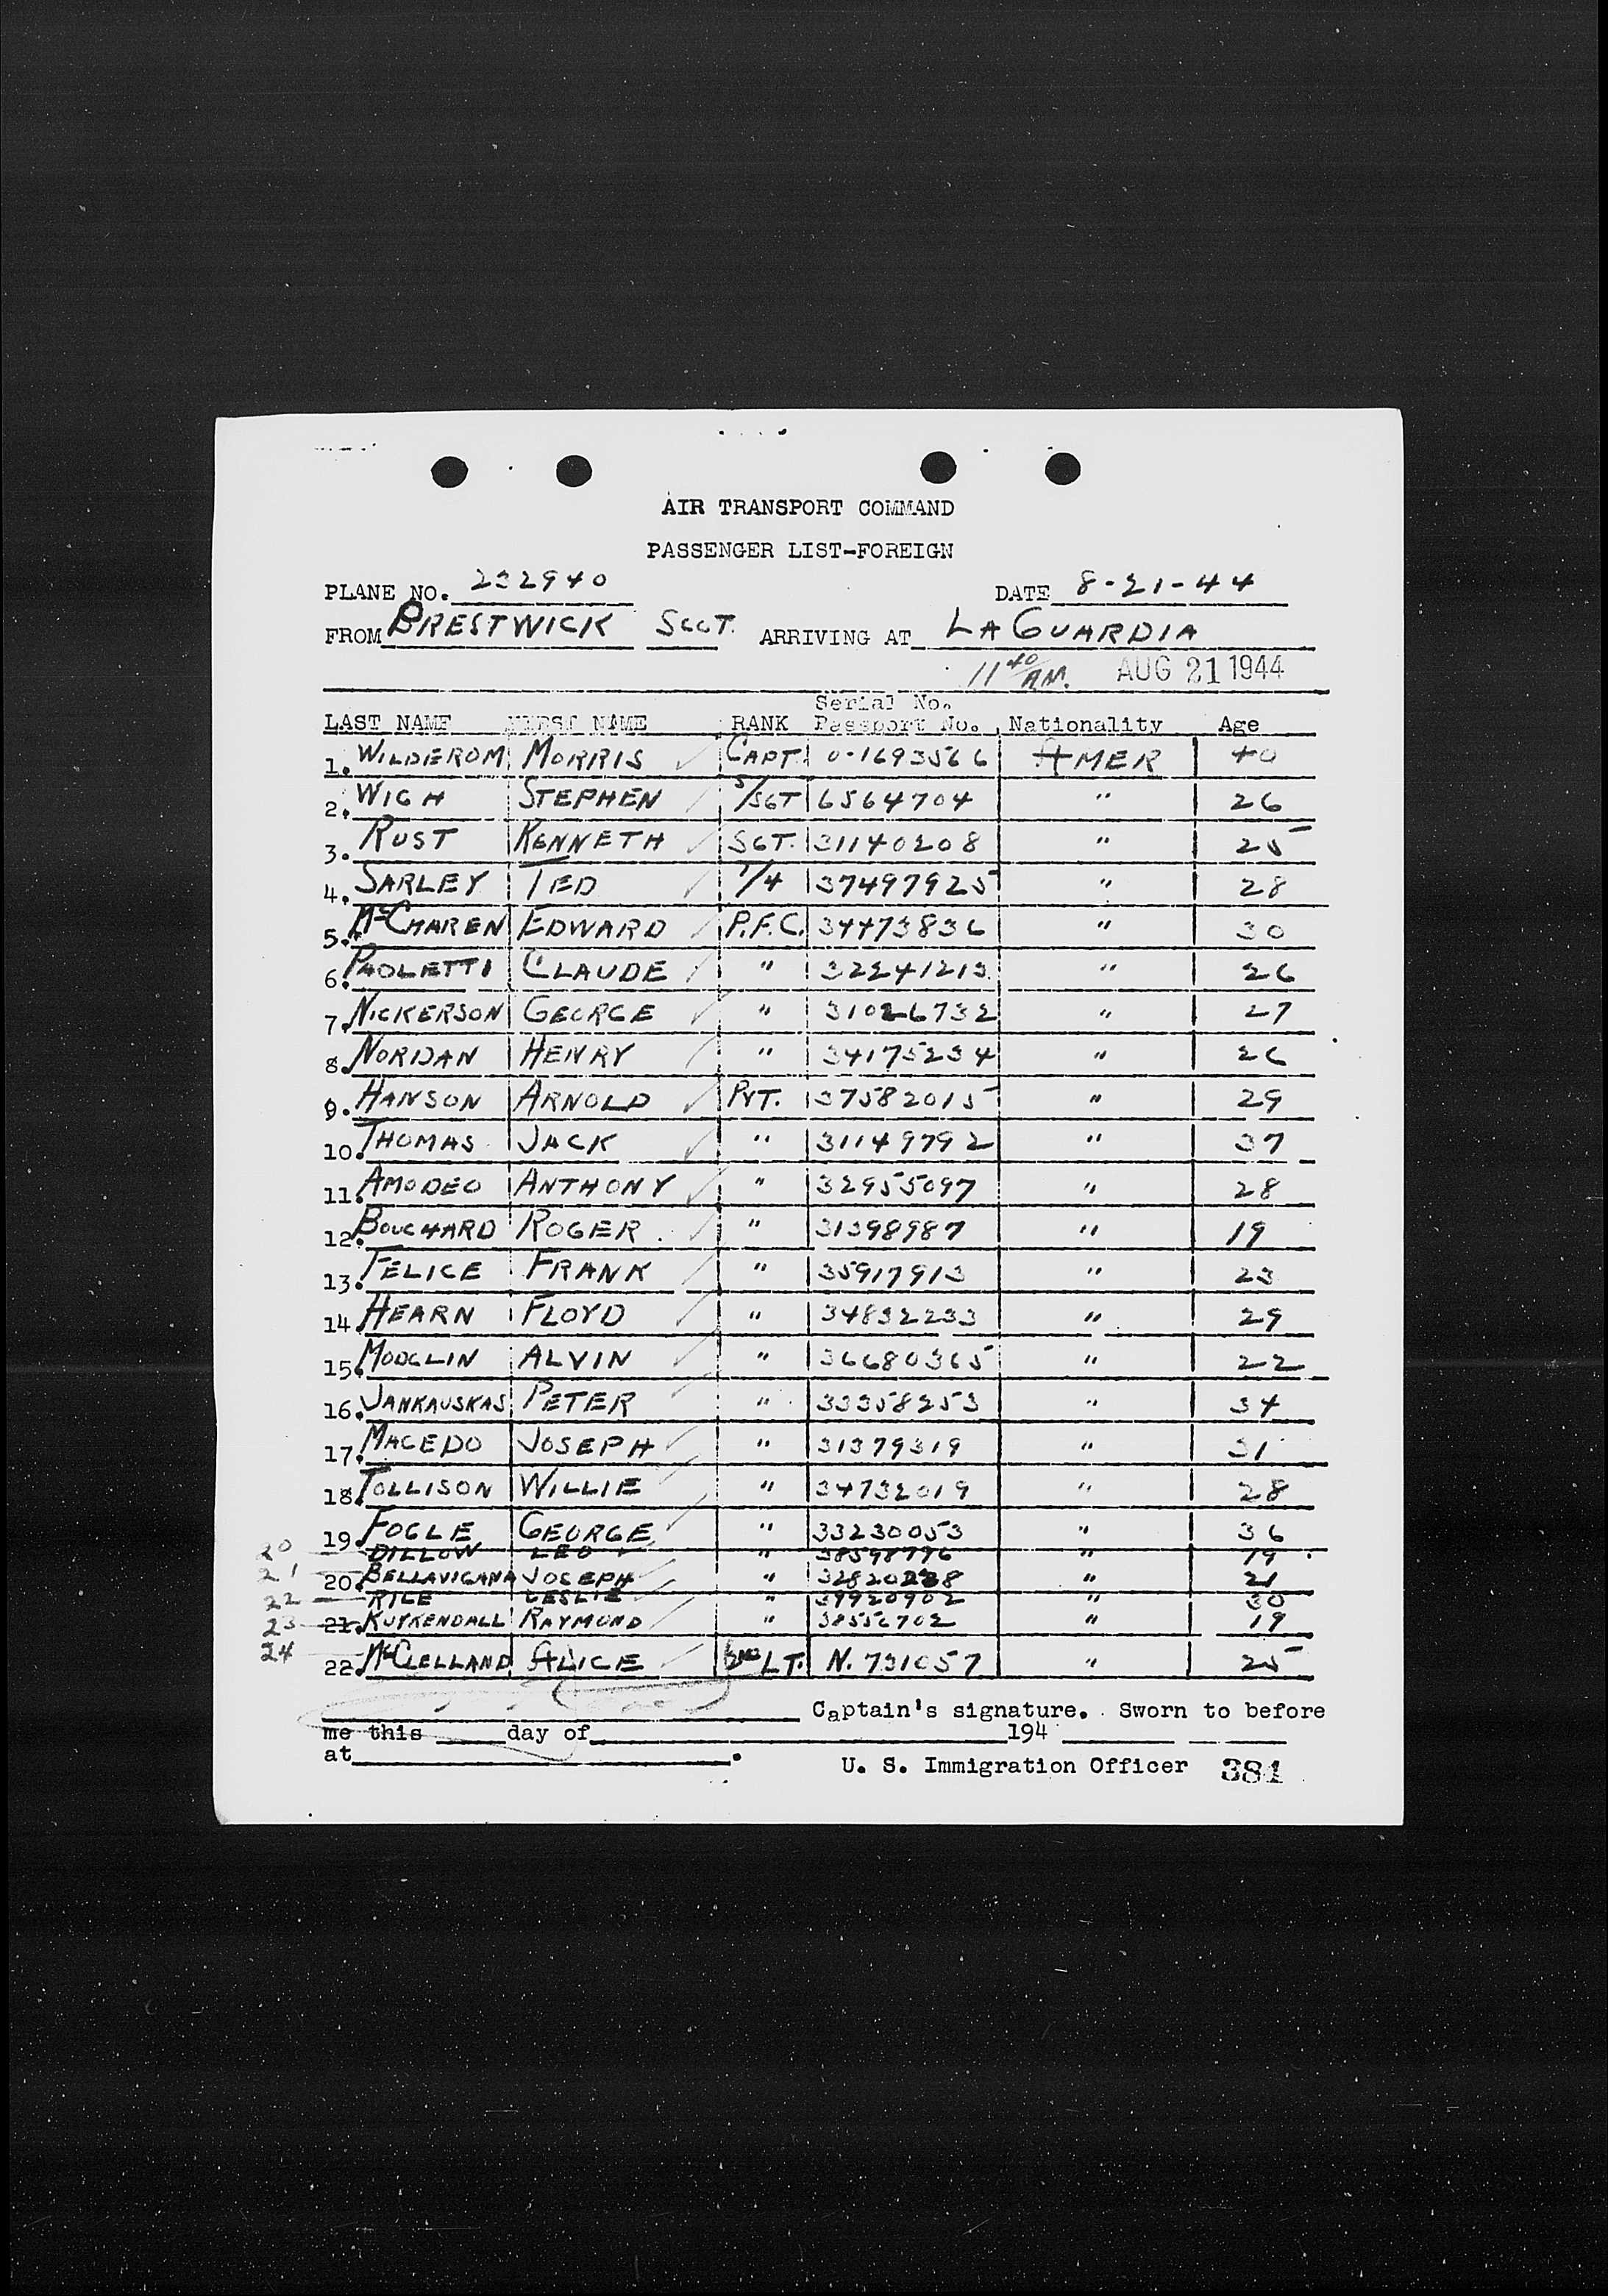 AIR TRANSPORT COMMAND
PASSENGER LIST-FOREIGN
PLANE NO. 232940 DATE 8-21-44
FROM BRESTWICK SCOT. ARRIVING AT LA GUARDIA
11 40 AM. AUG 21 1944
Serial No.
LAST NAME FIRST NAME RANK Passport No. Nationality Age
1. WILDEROM MORRIS CAPT. 0-1693566 AMER 40
2. WIGH STEPHEN S/SGT 6564704 " 26
3. RUST KENNETH SGT. 31140208 " 25
4. SARLEY TED T/4 37497925 " 28
5. McCHAREN EDWARD P.F.C. 34473836 " 30
6. PAOLETTI CLAUDE " 32241213 " 26
7. NICKERSON GEORGE " 31026732 " 27
8. NORDAN HENRY " 34175234 " 26
9. HANSON ARNOLD PVT. 37582015 " 29
10. THOMAS JACK " 31149792 " 37
11. AMODEO ANTHONY " 32955097 " 28
12. BOUCHARD ROGER " 31398987 " 19
13. FELICE FRANK " 35917913 " 23
14. HEARN FLOYD " 34832233 " 29
15. MODGLIN ALVIN " 36680365 " 22
16. JANKAUSKAS PETER " 33358253 " 34
17. MACEDO JOSEPH " 31379319 " 31
18. TOLLISON WILLIE " 34732019 " 28
19. FOGLE GEORGE " 33230053 " 36
20 DILLOW LEO " 38598796 " 19
21 20. BELLAVIGANA JOSEPH " 32820238 " 21
22 RICE LESLIE " 39920902 " 30
23 21. KUYKENDALL RAYMOND " 38556702 " 19
24 22. McCLELLAND ALICE 2ND LT. N. 731057 " 25
Captain's signature. Sworn to before
me this day of 194
at .
U. S. Immigration Officer 384